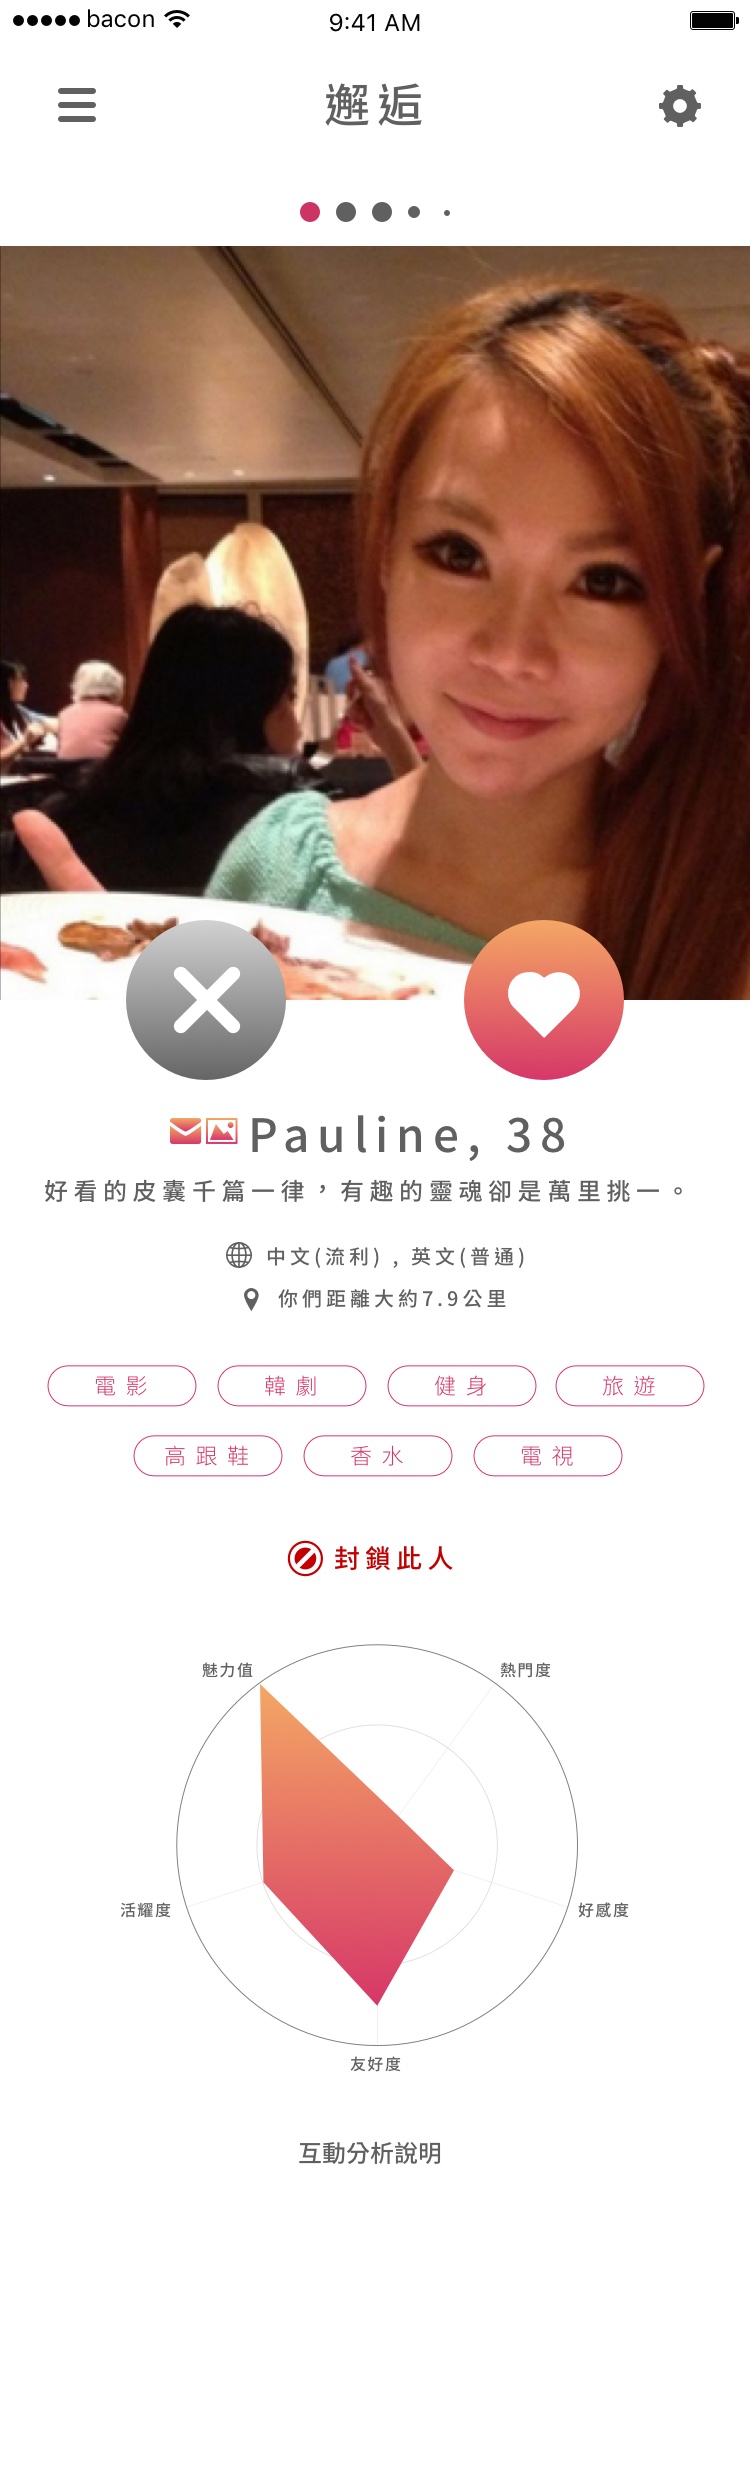 bacon 9:41 AM
邂逅
Pauline, 38
好看的皮囊千篇一律，有趣的靈魂卻是萬里挑一。
中文(流利) , 英文(普通)
你們距離大約7.9公里
電影 韓劇 健身 旅遊
高跟鞋 香水 電視
封鎖此人
魅力值 熱門度
活耀度 好感度
友好度
互動分析說明